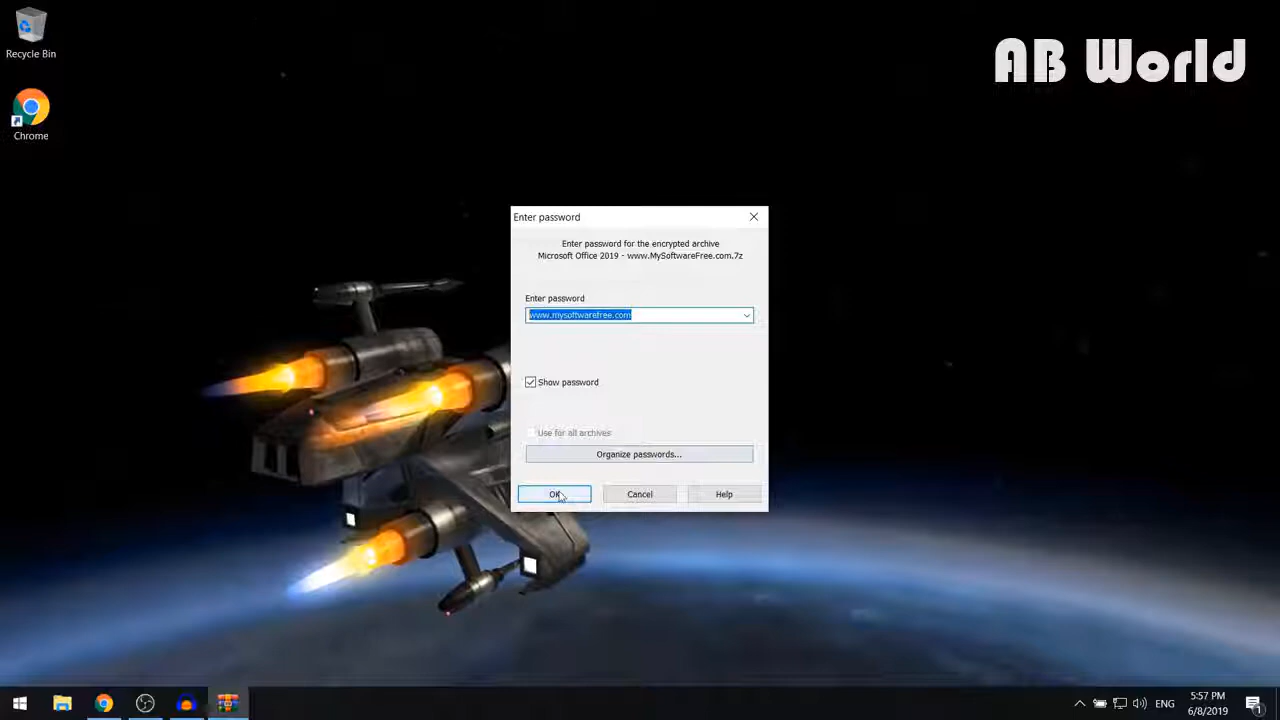 Recycle Bin
Chrome
AB World
Enter password
Enter password for the encrypted archive
Microsoft Office 2019 - www.MySoftwareFree.com.7z
Enter password
www.mysoftwarefree.com
Show password
Use for all archives
Organize passwords...
OK
Cancel
Help
ENG
5:57 PM
6/8/2019
1